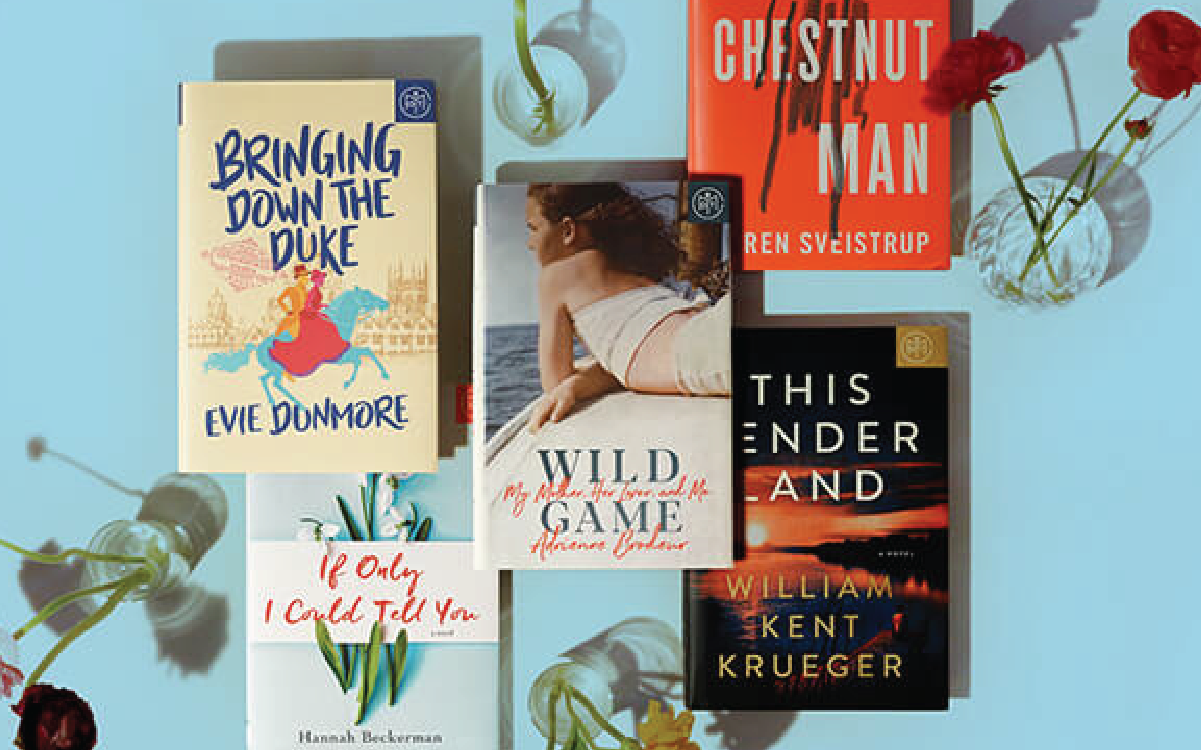 BRINGING
DOWN THE
DUKE
EVIE DUNMORE
CHESTNUT
MAN
REN SVEISTRUP
WILD
My Mother, Her Lover, and Me
GAME
Adrienne Brodeur
THIS
ENDER
LAND
A NOVEL
WILLIAM
KENT
KRUEGER
If Only
I Could Tell You
a novel
Hannah Beckerman